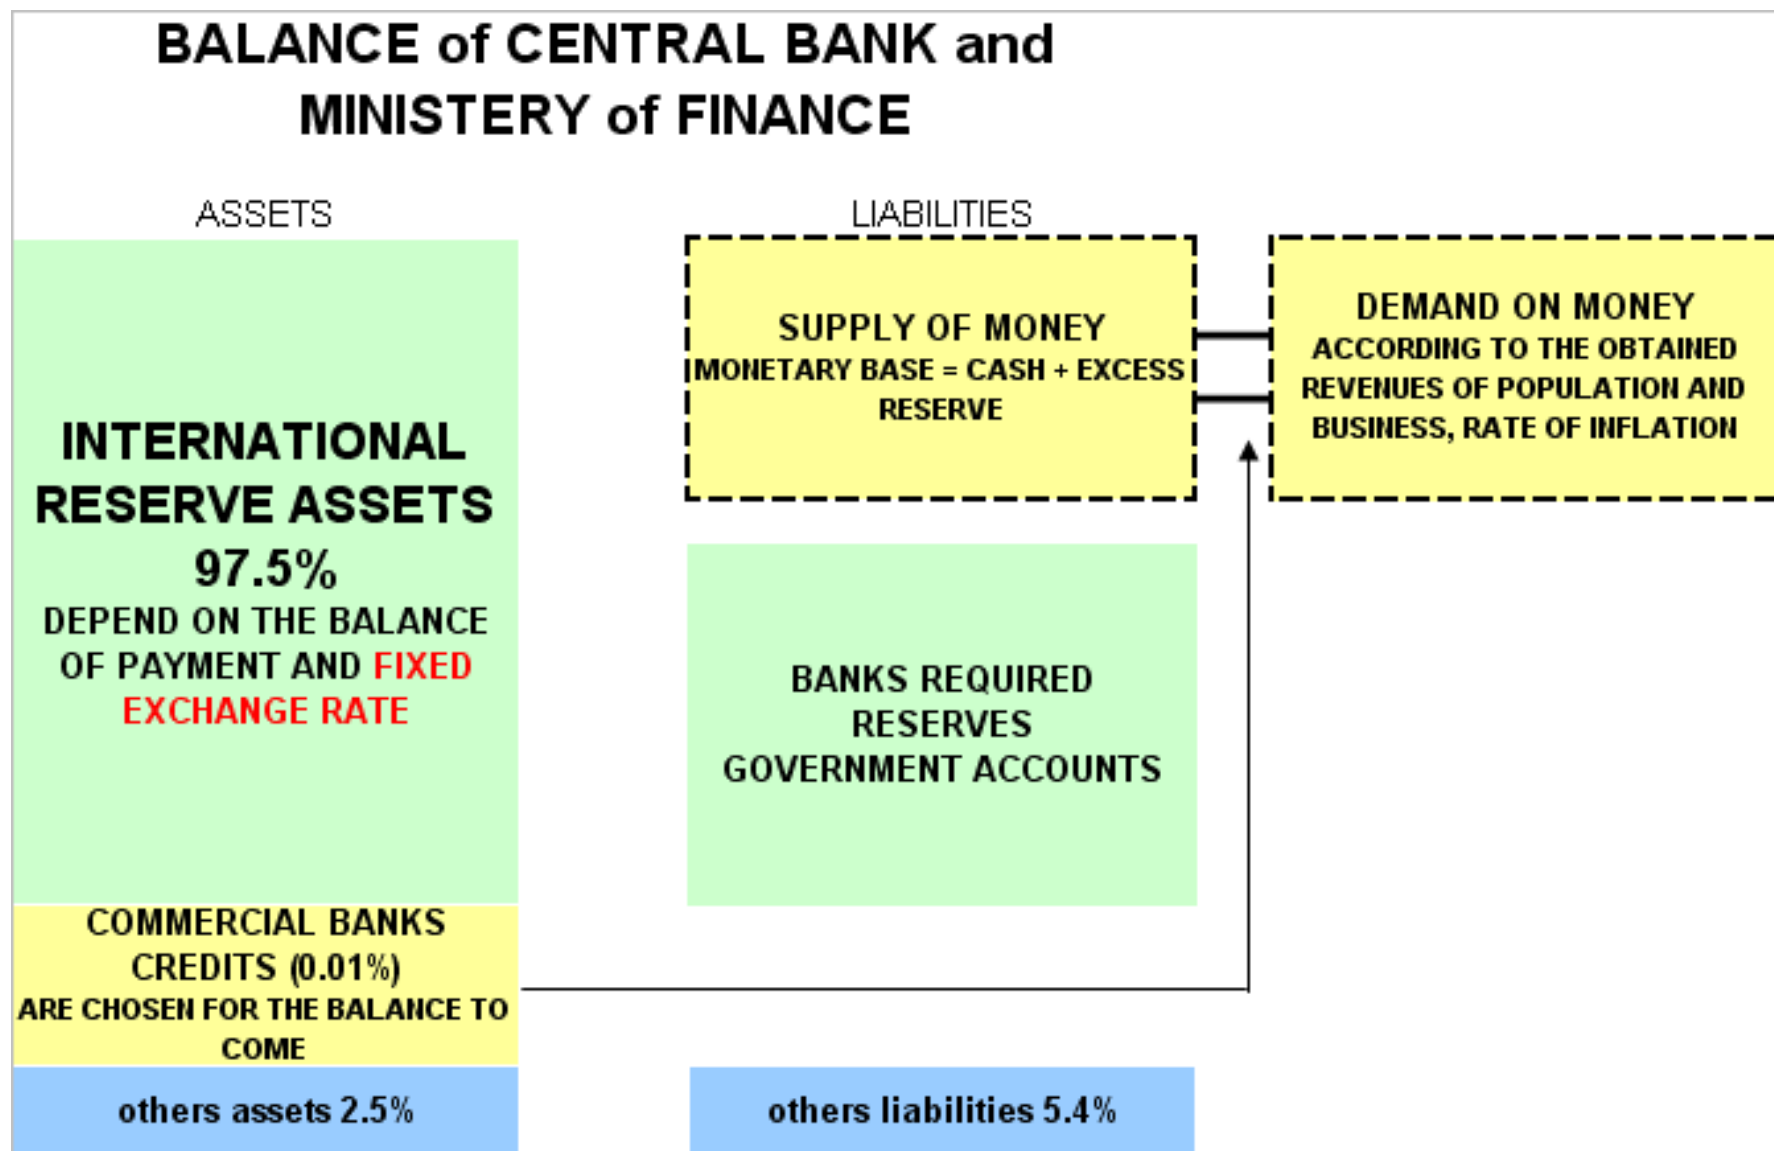 BALANCE of CENTRAL BANK and
MINISTERY of FINANCE
ASSETS
LIABILITIES
INTERNATIONAL
RESERVE ASSETS
97.5%
DEPEND ON THE BALANCE
OF PAYMENT AND FIXED
EXCHANGE RATE
COMMERCIAL BANKS
CREDITS (0.01%)
ARE CHOSEN FOR THE BALANCE TO
COME
others assets 2.5%
SUPPLY OF MONEY
MONETARY BASE = CASH + EXCESS
RESERVE
BANKS REQUIRED
RESERVES
GOVERNMENT ACCOUNTS
others liabilities 5.4%
DEMAND ON MONEY
ACCORDING TO THE OBTAINED
REVENUES OF POPULATION AND
BUSINESS, RATE OF INFLATION